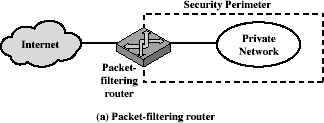 Security Perimeter
Internet
Private
Network
Packet-
filtering
router
(a) Packet-filtering router